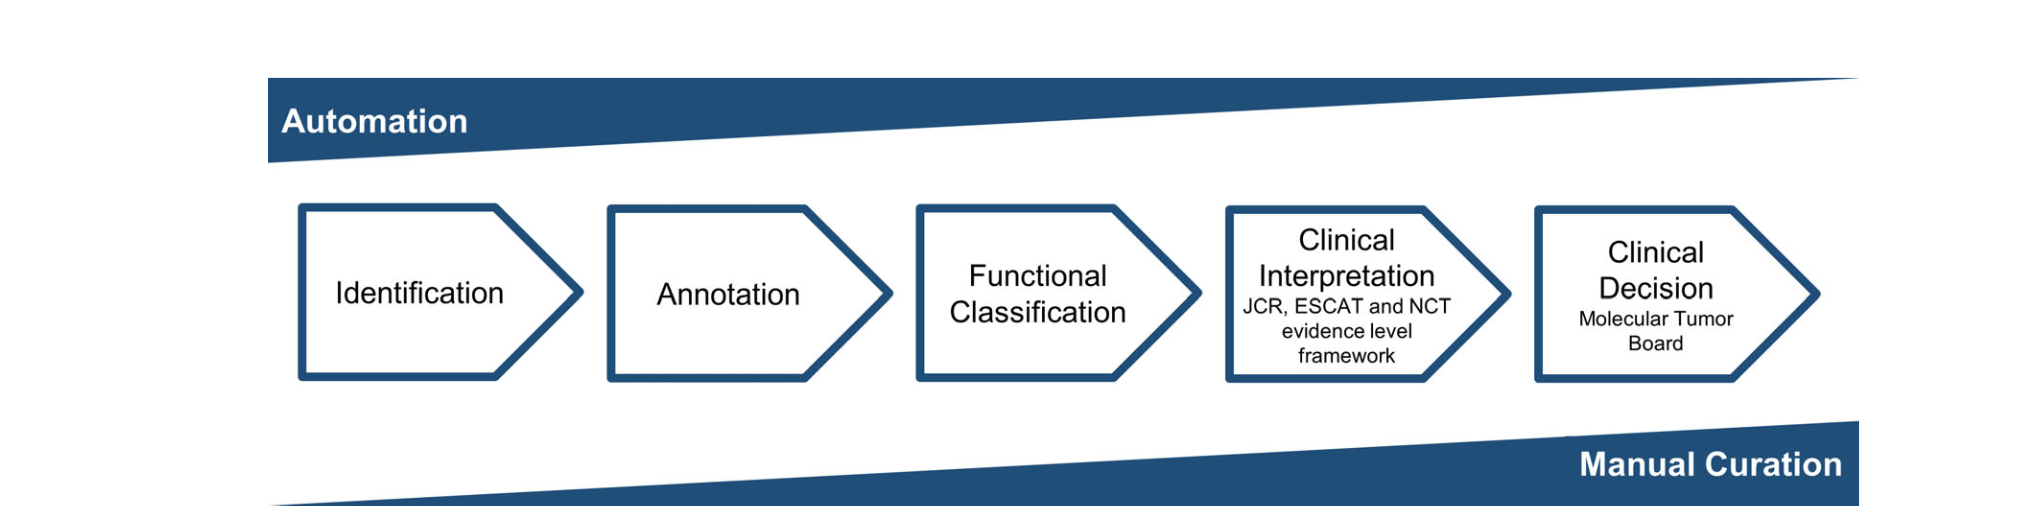 Automation
Identification
Annotation
Functional
Classification
Clinical
Interpretation
JCR, ESCAT and NCT
evidence level
framework
Clinical
Decision
Molecular Tumor
Board
Manual Curation